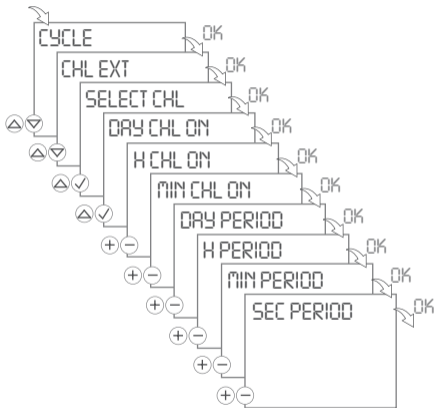 CYCLE
OK
CHL EXT
OK
SELECT CHL
OK
DAY CHL ON
OK
H CHL ON
OK
MIN CHL ON
OK
DAY PERIOD
OK
H PERIOD
OK
MIN PERIOD
OK
SEC PERIOD
OK